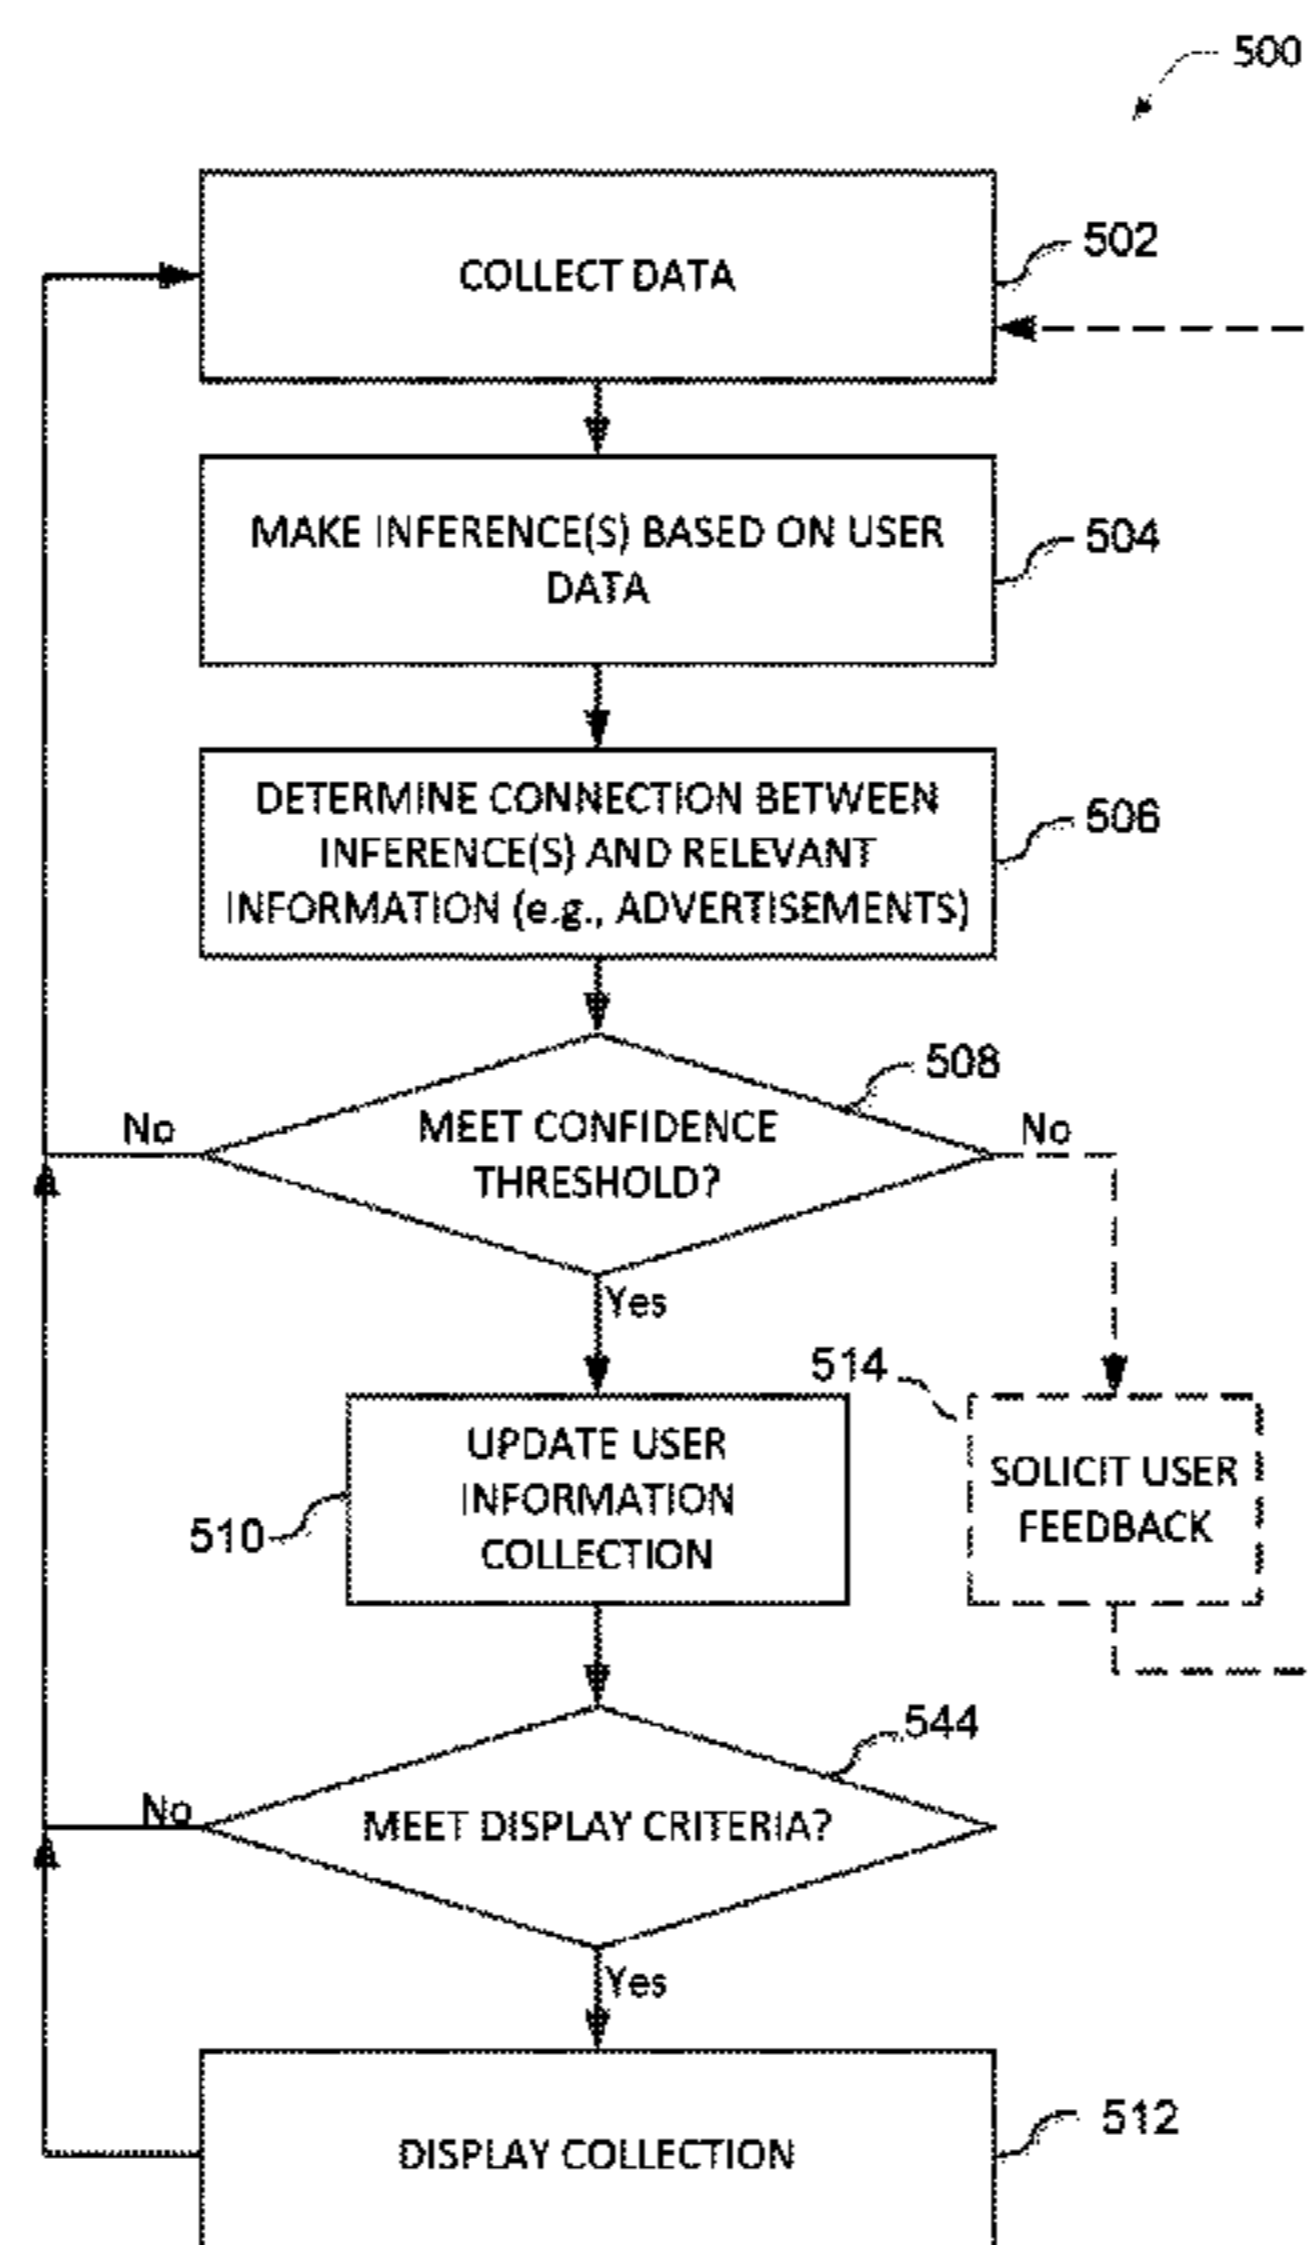 500
COLLECT DATA
502
MAKE INFERENCE(S) BASED ON USER
DATA
504
DETERMINE CONNECTION BETWEEN
INFERENCE(S) AND RELEVANT
INFORMATION (e.g., ADVERTISEMENTS)
506
508
No
MEET CONFIDENCE
THRESHOLD?
No
Yes
514
UPDATE USER
INFORMATION
COLLECTION
510
SOLICIT USER
FEEDBACK
544
No
MEET DISPLAY CRITERIA?
Yes
DISPLAY COLLECTION
512